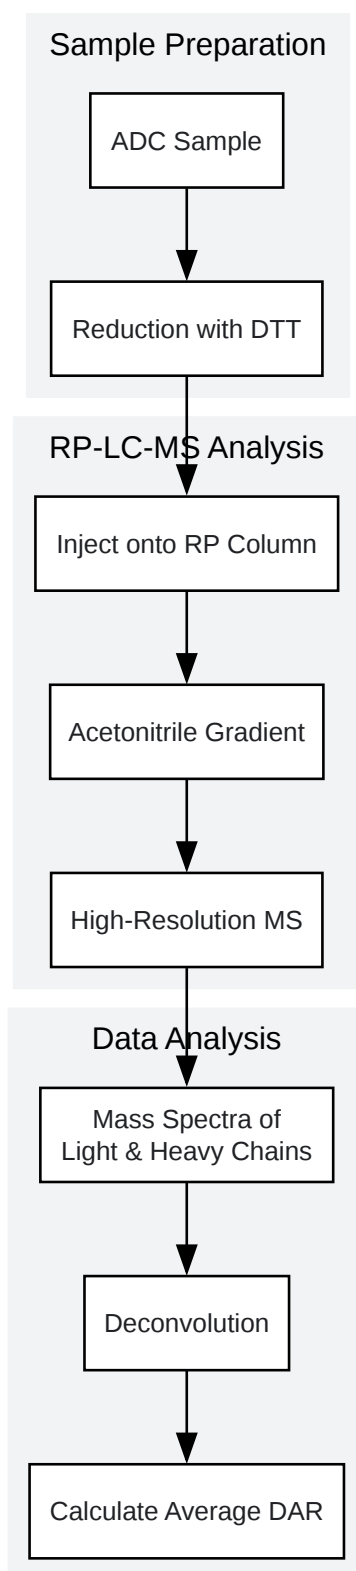 Sample Preparation
ADC Sample
Reduction with DTT
RP-LC-MS Analysis
Inject onto RP Column
Acetonitrile Gradient
High-Resolution MS
Data Analysis
Mass Spectra of
Light & Heavy Chains
Deconvolution
Calculate Average DAR